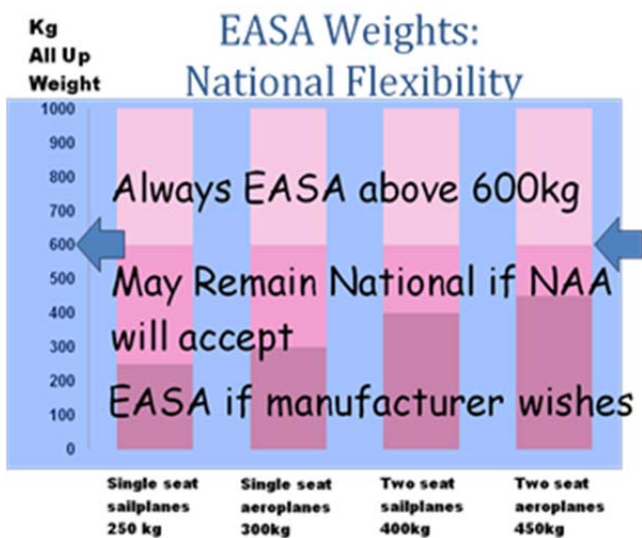 Kg
All Up
Weight
EASA Weights:
National Flexibility
1000
900
800
700
600
500
400
300
200
100
0
Always EASA above 600kg
May Remain National if NAA
will accept
EASA if manufacturer wishes
Single seat
sailplanes
250 kg
Single seat
aeroplanes
300kg
Two seat
sailplanes
400kg
Two seat
aeroplanes
450kg